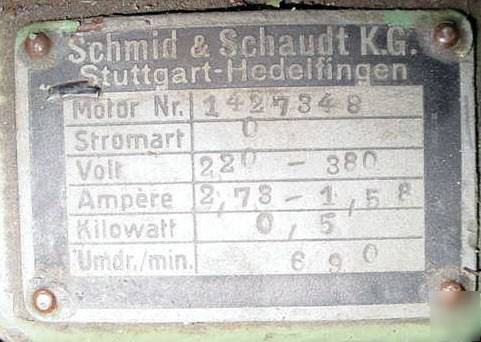 Schmid & Schaudt K.G.
Stuttgart-Hedelfingen
Motor Nr. 1427348
Stromart 0
Volt 220 - 380
Ampère 2,73 - 1,58
Kilowatt 0,5
Umdr./min. 690